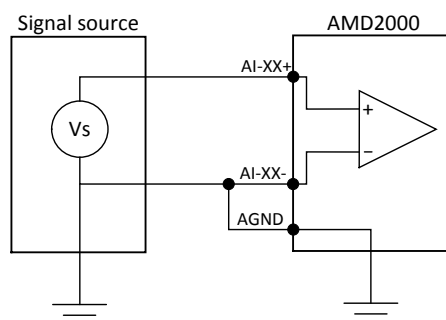 Signal source
AMD2000
AI-XX+
Vs
+
−
AI-XX-
AGND